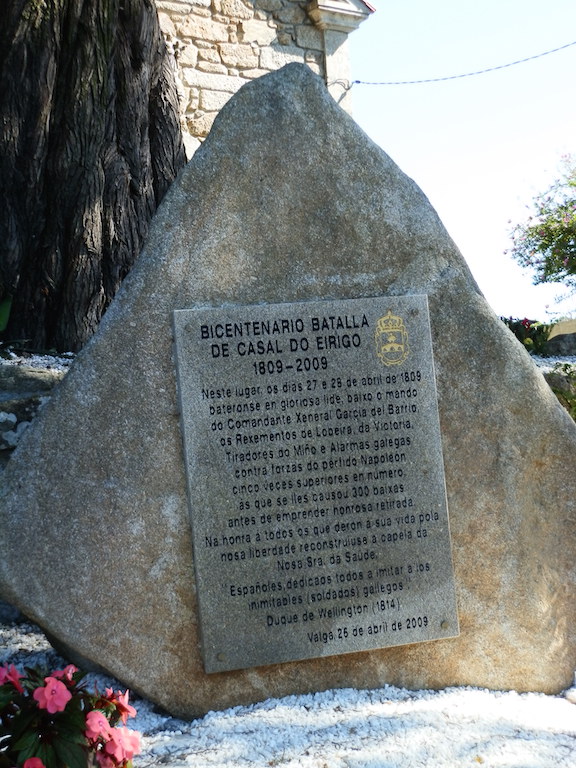 BICENTENARIO BATALLA
DE CASAL DO EIRIGO
1809-2009
Neste lugar, os días 27 e 28 de abril de 1809
bateronse en gloriosa lide, baixo o mando
do Comandante Xeneral García del Barrio,
os Rexementos de Lobeira, da Victoria,
Tiradores do Miño e Alarmas galegas
contra forzas do pérfido Napoleón
cinco veces superiores en número,
ás que se lles causou 300 baixas
antes de emprender honrosa retirada.
Na honra a todos os que deron a súa vida pola
nosa liberdade reconstruiuse a capela da
Nosa Sra. da Saúde.
"Españoles,dedicaos todos a imitar a los
inimitables (soldados) gallegos"
Duque de Wellington (1814).
Valga,25 de abril de 2009